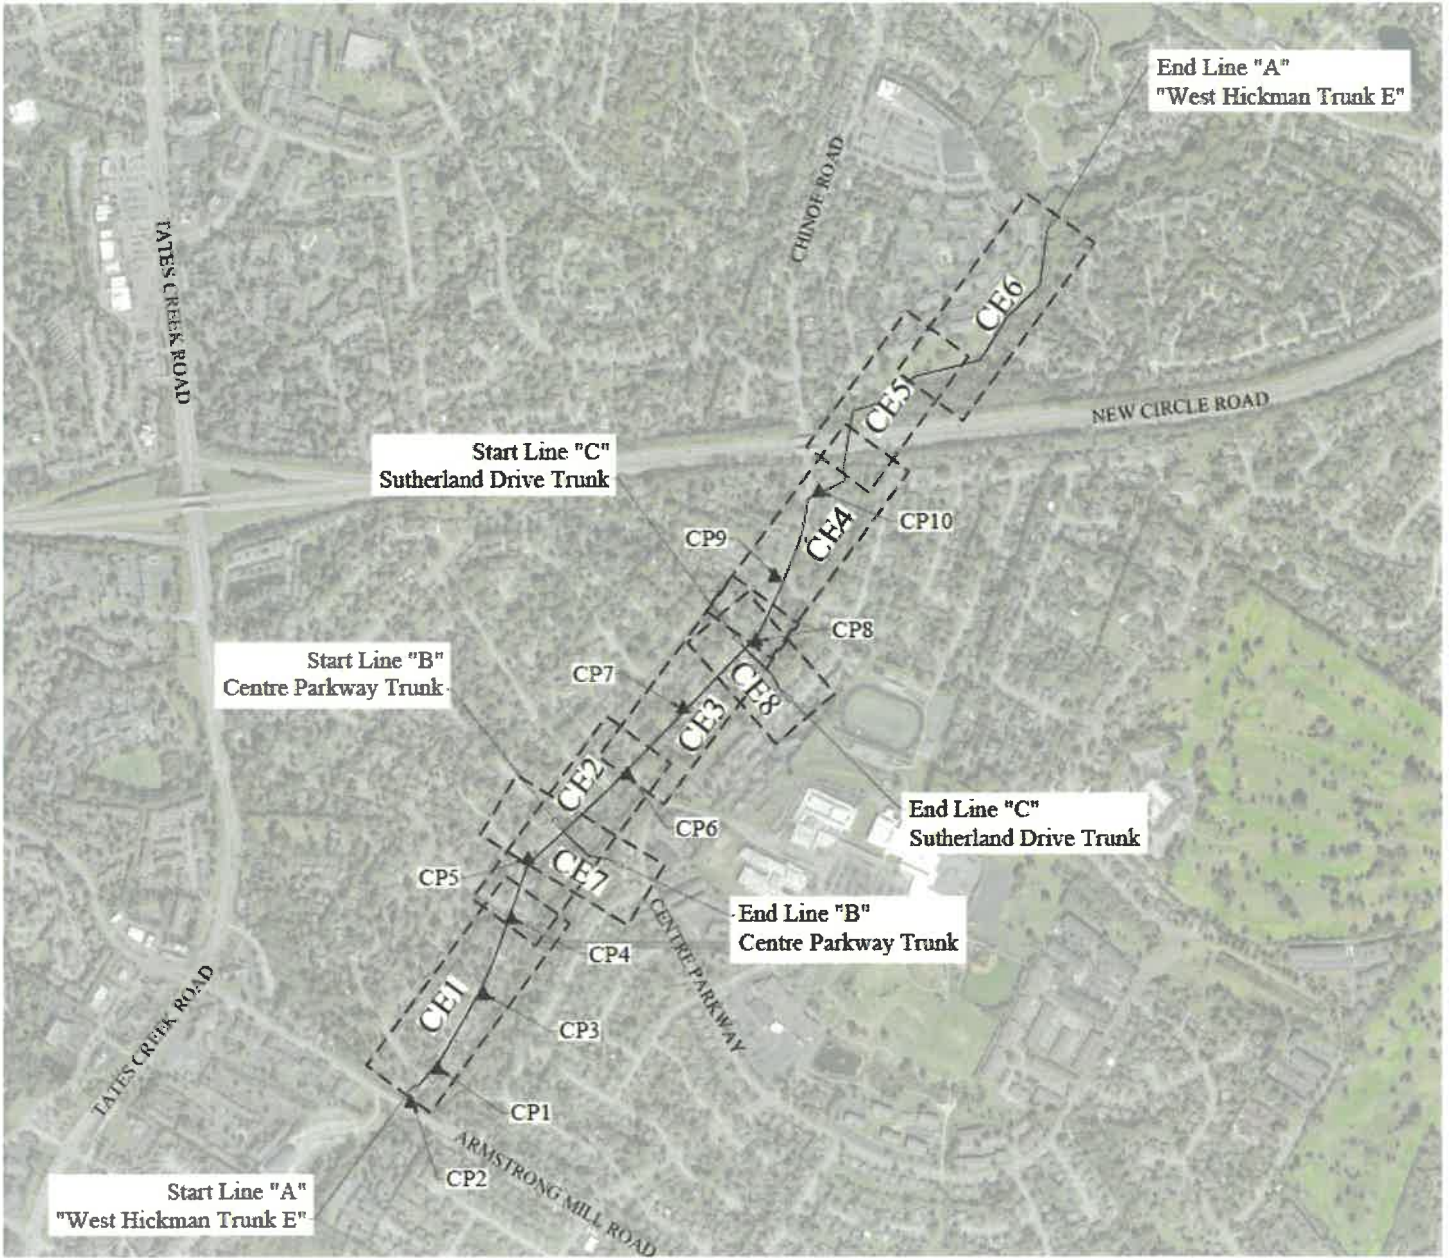 End Line "A"
"West Hickman Trunk E"
CHINOE ROAD
TATES CREEK ROAD
CE6
CE5
NEW CIRCLE ROAD
Start Line "C"
Sutherland Drive Trunk
CP10
CE4
CP9
CP8
Start Line "B"
Centre Parkway Trunk
CP7
CE8
CE3
CE2
End Line "C"
Sutherland Drive Trunk
CP6
CE7
CP5
End Line "B"
Centre Parkway Trunk
CENTRE PARKWAY
CP4
CE1
TATES CREEK ROAD
CP3
CP1
ARMSTRONG MILL ROAD
CP2
Start Line "A"
"West Hickman Trunk E"